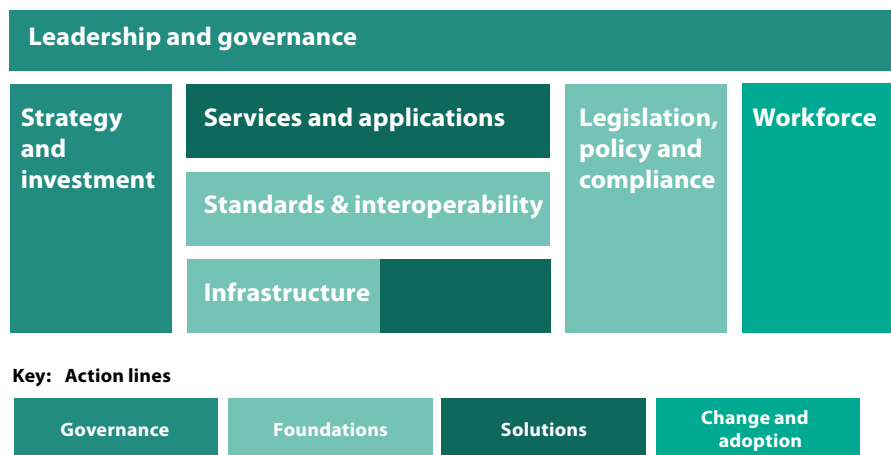 Leadership and governance
Strategy
and
investment
Services and applications
Standards & interoperability
Infrastructure
Legislation,
policy and
compliance
Workforce
Key: Action lines
Governance
Foundations
Solutions
Change and
adoption